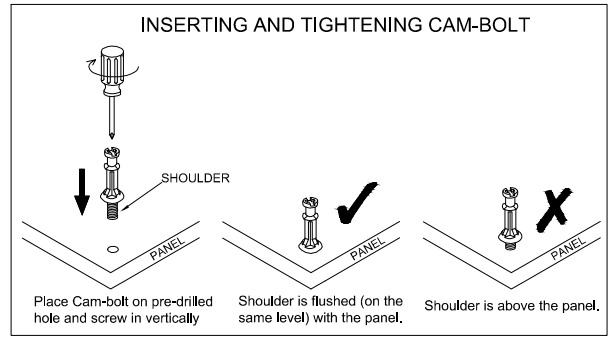 INSERTING AND TIGHTENING CAM-BOLT
SHOULDER
PANEL
Place Cam-bolt on pre-drilled
hole and screw in vertically
PANEL
Shoulder is flushed (on the
same level) with the panel.
PANEL
Shoulder is above the panel.